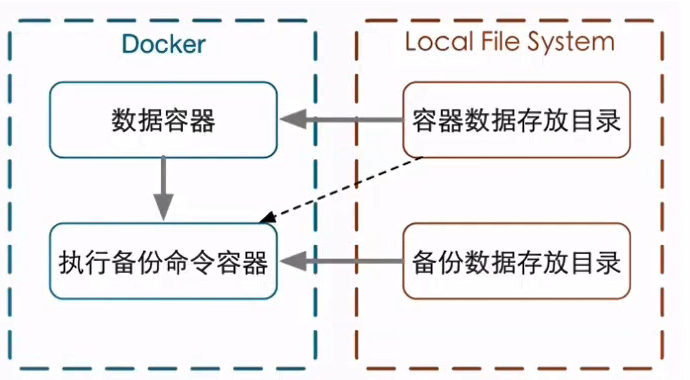 Docker
Local File System
数据容器
容器数据存放目录
执行备份命令容器
备份数据存放目录